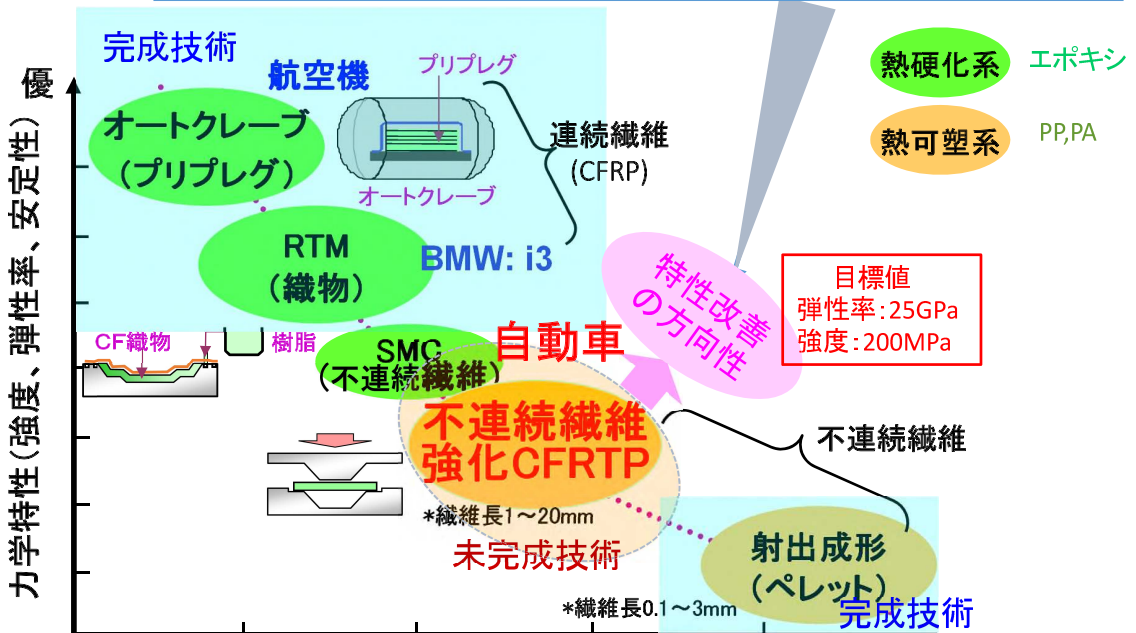 完成技術
優
航空機
プリプレグ
オートクレーブ
(プリプレグ)
オートクレーブ
連続繊維
(CFRP)
熱硬化系
エポキシ
熱可塑系
PP,PA
RTM
(織物)
BMW: i3
特性改善
の方向性
目標値
弾性率:25GPa
強度:200MPa
力学特性(強度、弾性率、安定性)
CF織物
樹脂
SMC
(不連続繊維)
自動車
不連続繊維
強化CFRTP
不連続繊維
*繊維長1~20mm
未完成技術
射出成形
(ペレット)
*繊維長0.1~3mm
完成技術